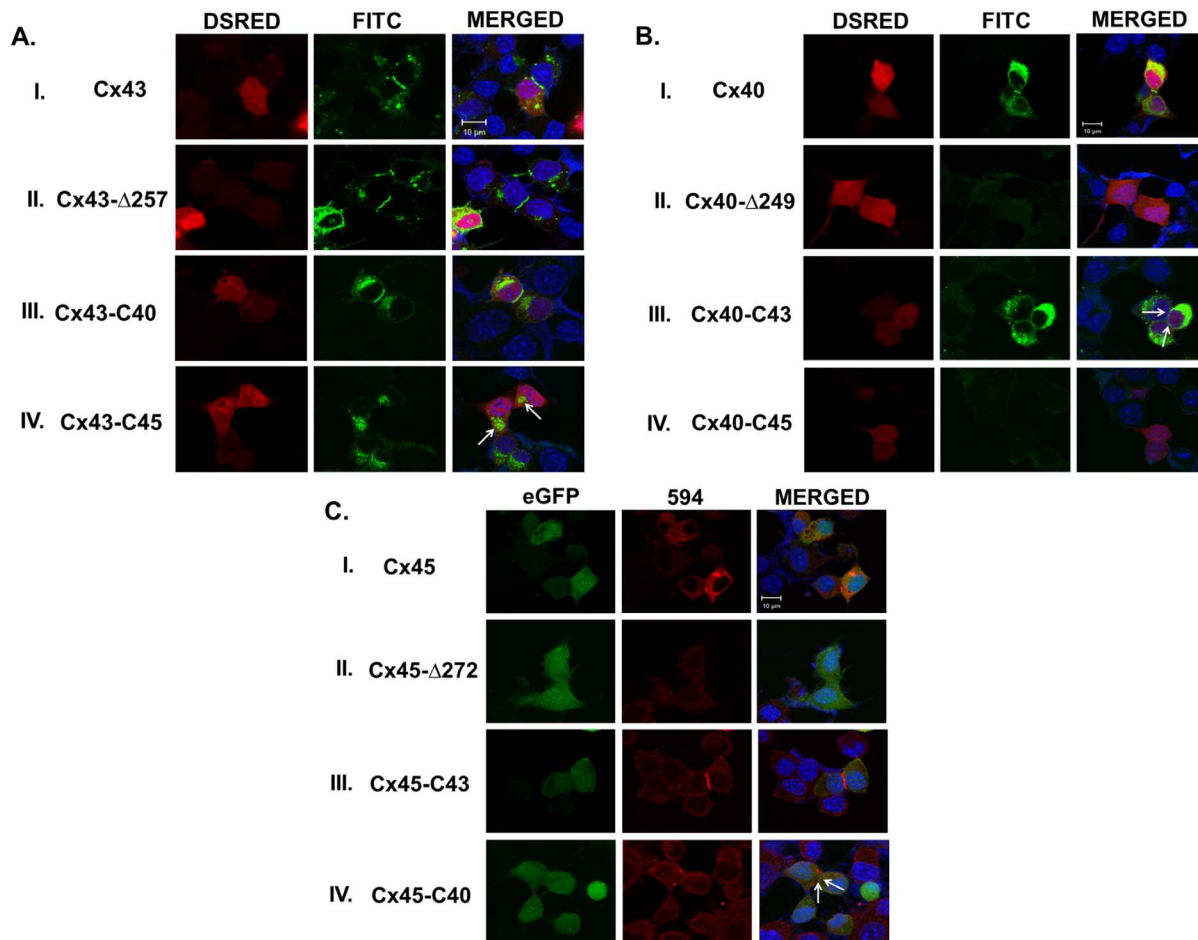 A.
DSRED FITC MERGED
I. Cx43
10 µm
II. Cx43-Δ257
III. Cx43-C40
IV. Cx43-C45
B.
DSRED FITC MERGED
I. Cx40
10 µm
II. Cx40-Δ249
III. Cx40-C43
IV. Cx40-C45
C.
eGFP 594 MERGED
I. Cx45
10 µm
II. Cx45-Δ272
III. Cx45-C43
IV. Cx45-C40